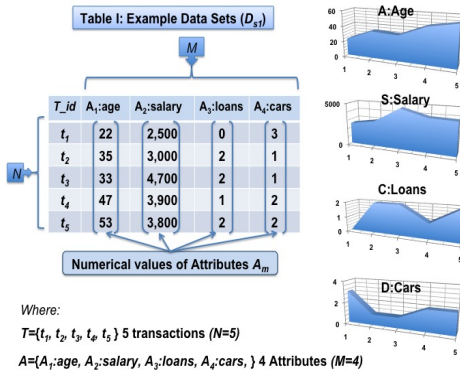 Table I: Example Data Sets (D_s1)
M
T_id A₁:age A₂:salary A₃:loans A₄:cars
t₁ 22 2,500 0 3
t₂ 35 3,000 2 1
t₃ 33 4,700 2 1
t₄ 47 3,900 1 2
t₅ 53 3,800 2 2
N
Numerical values of Attributes Aₘ
Where:
T={t₁, t₂, t₃, t₄, t₅ } 5 transactions (N=5)
A={A₁:age, A₂:salary, A₃:loans, A₄:cars, } 4 Attributes (M=4)
A:Age
60
40
20
0
1 2 3 4 5
S:Salary
5000
0
1 2 3 4 5
C:Loans
2
1
0
1 2 3 4 5
D:Cars
4
2
0
1 2 3 4 5